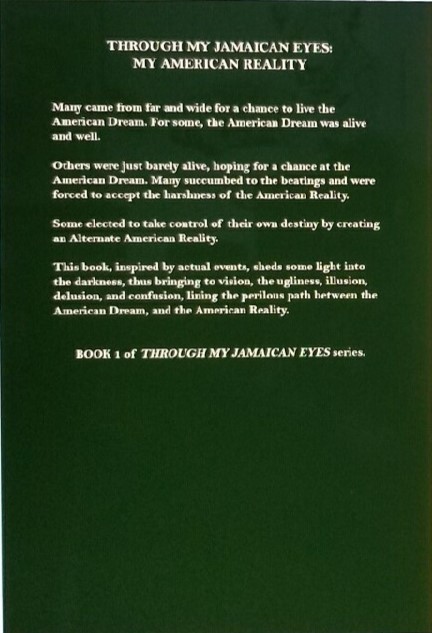 THROUGH MY JAMAICAN EYES:
MY AMERICAN REALITY
Many came from far and wide for a chance to live the
American Dream. For some, the American Dream was alive
and well.
Others were just barely alive, hoping for a chance at the
American Dream. Many succumbed to the beatings and were
forced to accept the harshness of the American Reality.
Some elected to take control of their own destiny by creating
an Alternate American Reality.
This book, inspired by actual events, sheds some light into
the darkness, thus bringing to vision, the ugliness, illusion,
delusion, and confusion, lining the perilous path between the
American Dream, and the American Reality.
BOOK 1 of THROUGH MY JAMAICAN EYES series.